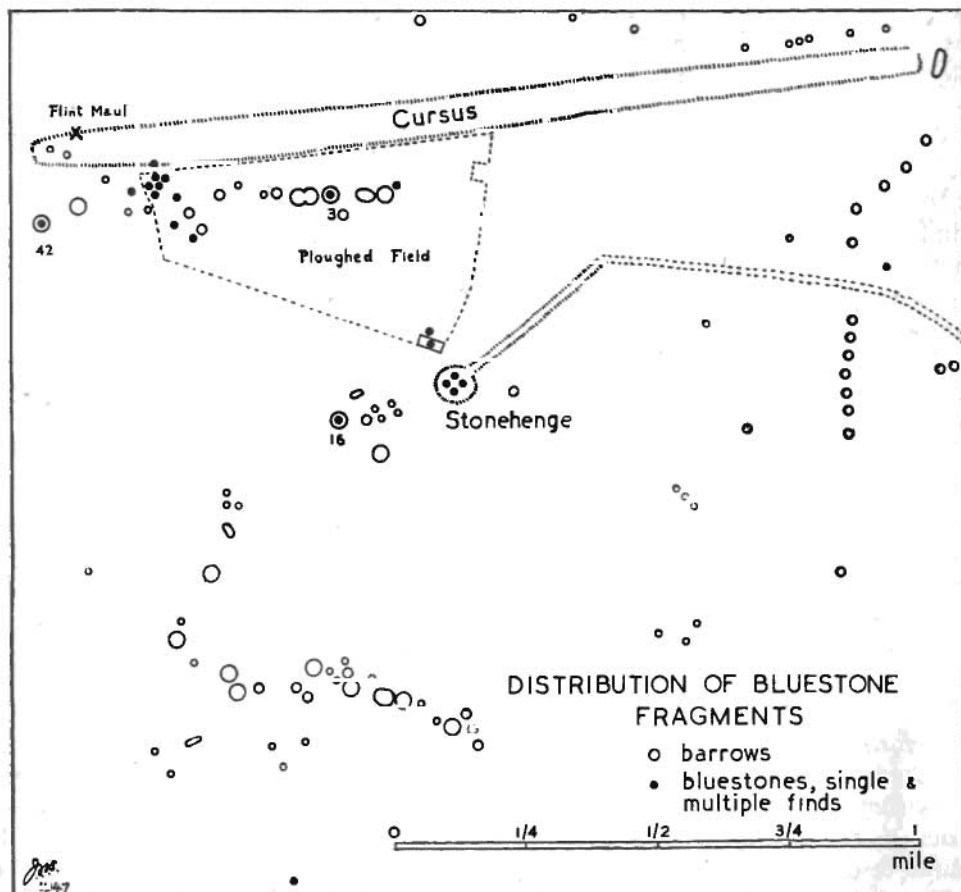 Flint Maul
Cursus
42
30
Ploughed Field
Stonehenge
16
DISTRIBUTION OF BLUESTONE
FRAGMENTS
barrows
bluestones, single &
multiple finds
0 1/4 1/2 3/4 1
mile
47